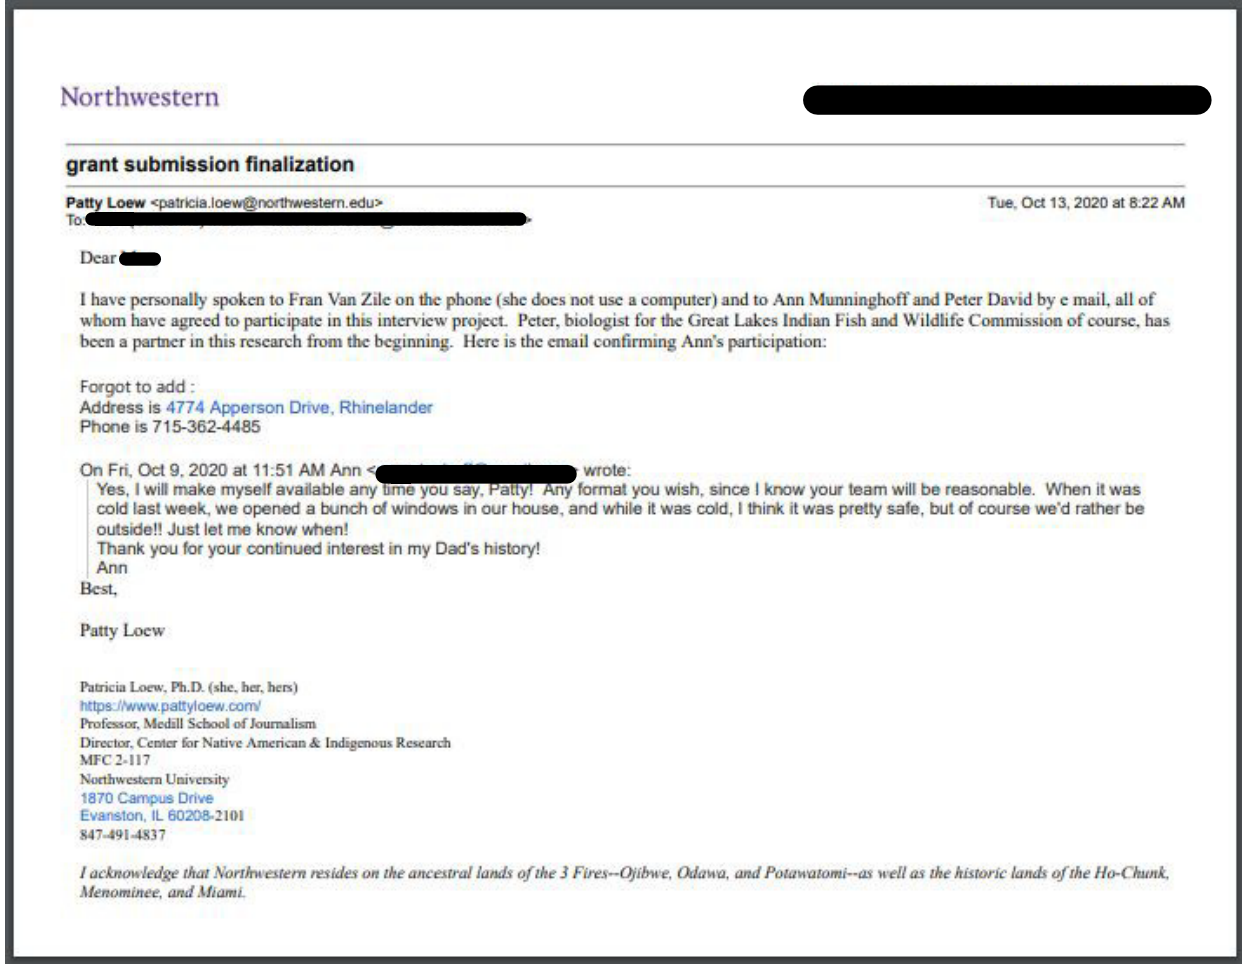 Northwestern
grant submission finalization
Patty Loew <patricia.loew@northwestern.edu>
Tue, Oct 13, 2020 at 8:22 AM
To:
Dear
I have personally spoken to Fran Van Zile on the phone (she does not use a computer) and to Ann Munninghoff and Peter David by e mail, all of
whom have agreed to participate in this interview project.  Peter, biologist for the Great Lakes Indian Fish and Wildlife Commission of course, has
been a partner in this research from the beginning.  Here is the email confirming Ann's participation:
Forgot to add :
Address is 4774 Apperson Drive, Rhinelander
Phone is 715-362-4485
On Fri, Oct 9, 2020 at 11:51 AM Ann < > wrote:
Yes, I will make myself available any time you say, Patty!  Any format you wish, since I know your team will be reasonable.  When it was
cold last week, we opened a bunch of windows in our house, and while it was cold, I think it was pretty safe, but of course we'd rather be
outside!! Just let me know when!
Thank you for your continued interest in my Dad's history!
Ann
Best,
Patty Loew
Patricia Loew, Ph.D. (she, her, hers)
https://www.pattyloew.com/
Professor, Medill School of Journalism
Director, Center for Native American & Indigenous Research
MFC 2-117
Northwestern University
1870 Campus Drive
Evanston, IL 60208-2101
847-491-4837
I acknowledge that Northwestern resides on the ancestral lands of the 3 Fires--Ojibwe, Odawa, and Potawatomi--as well as the historic lands of the Ho-Chunk,
Menominee, and Miami.